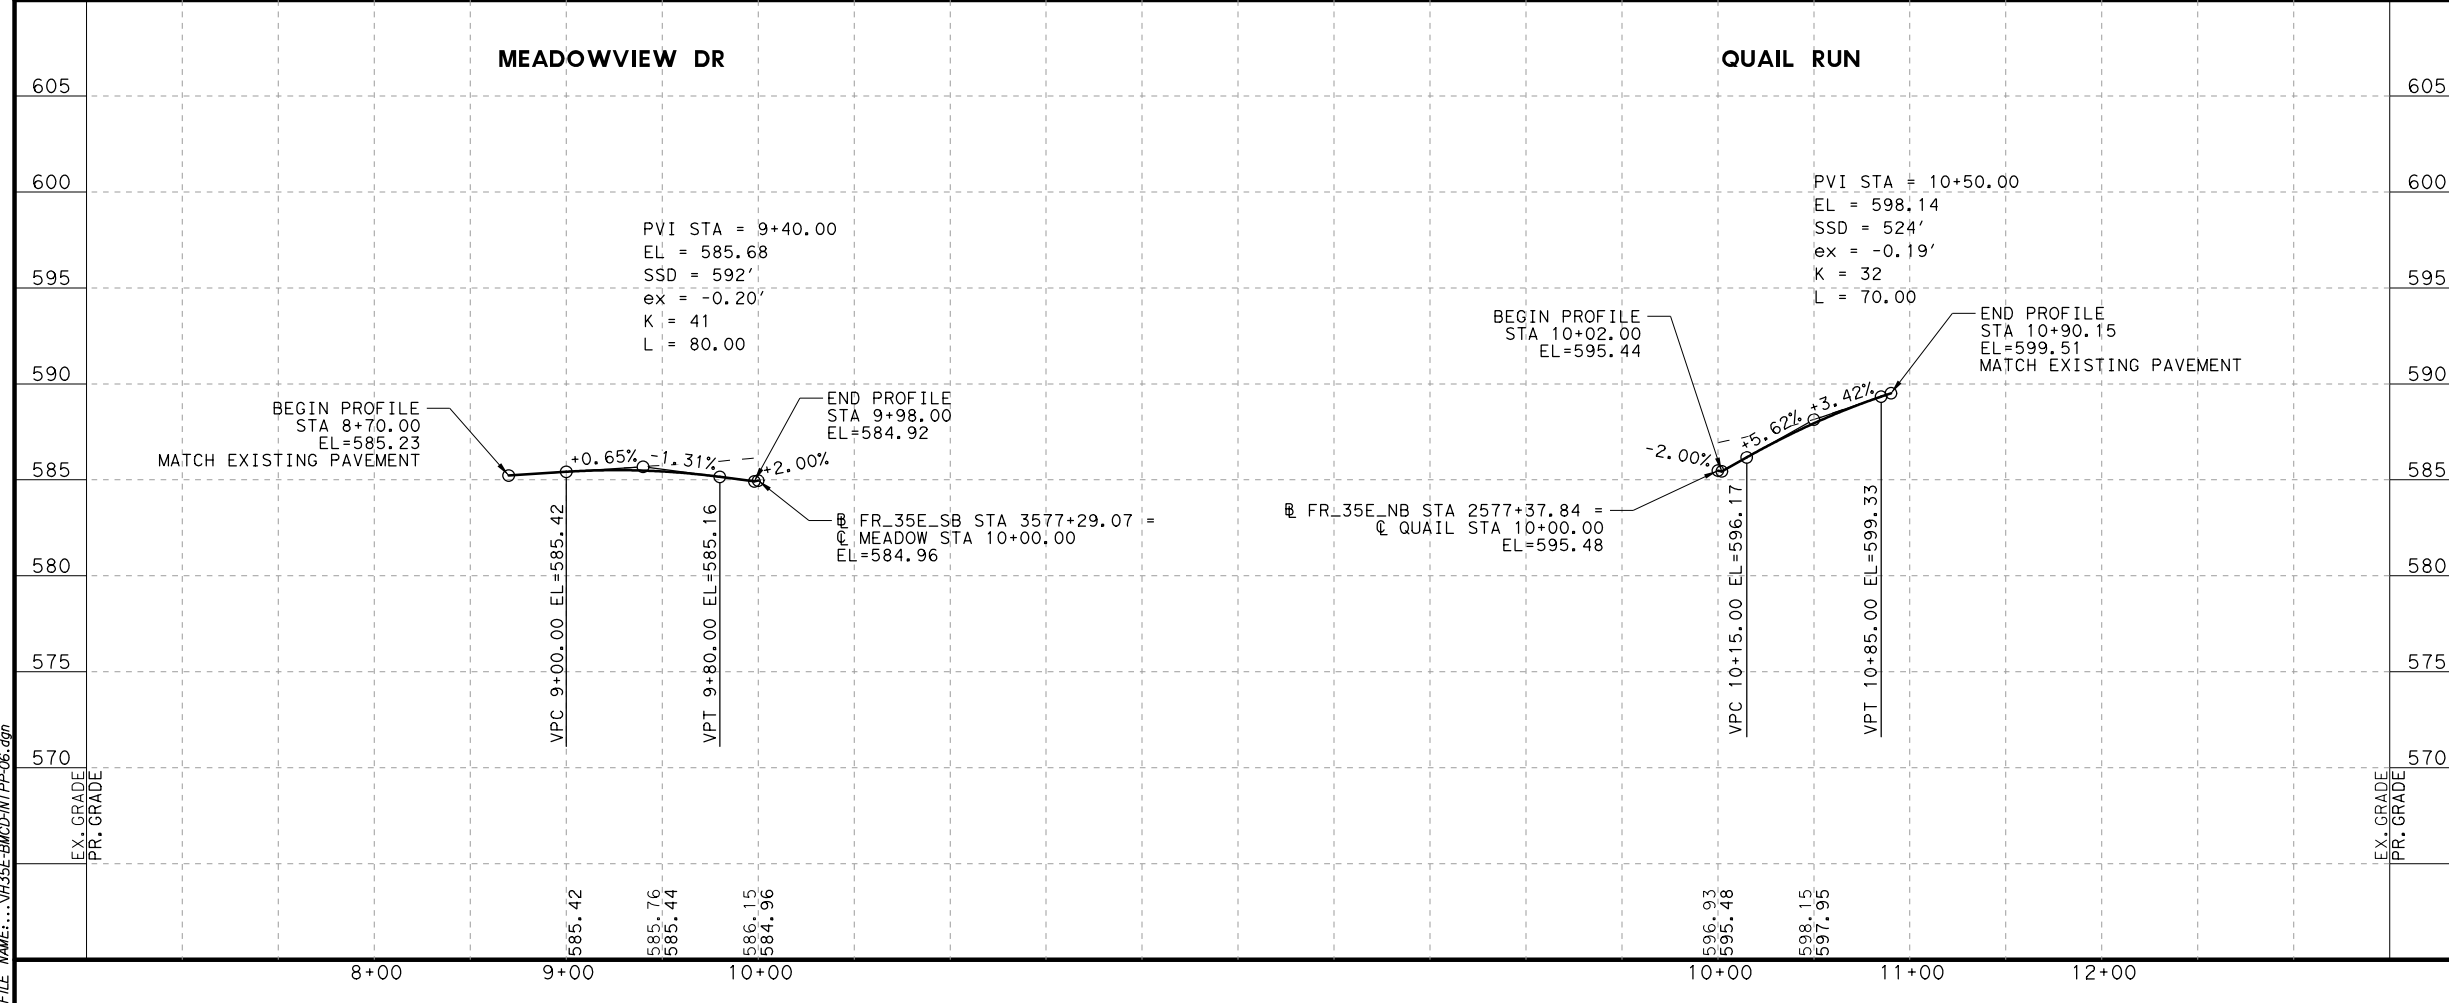 MEADOWVIEW DR
QUAIL RUN
605
600
595
590
585
580
575
570
605
600
595
590
585
580
575
570
PVI STA = 9+40.00
EL = 585.68
SSD = 592'
ex = -0.20'
K = 41
L = 80.00
BEGIN PROFILE
STA 8+70.00
EL=585.23
MATCH EXISTING PAVEMENT
+0.65%
-1.31%
+2.00%
END PROFILE
STA 9+98.00
EL=584.92
℄ FR_35E_SB STA 3577+29.07 =
℄ MEADOW STA 10+00.00
EL=584.96
VPC 9+00.00 EL=585.42
VPT 9+80.00 EL=585.16
PVI STA = 10+50.00
EL = 598.14
SSD = 524'
ex = -0.19'
K = 32
L = 70.00
BEGIN PROFILE
STA 10+02.00
EL=595.44
END PROFILE
STA 10+90.15
EL=599.51
MATCH EXISTING PAVEMENT
-2.00%
+5.62%
+3.42%
℄ FR_35E_NB STA 2577+37.84 =
℄ QUAIL STA 10+00.00
EL=595.48
VPC 10+15.00 EL=596.17
VPT 10+85.00 EL=599.33
EX. GRADE
PR. GRADE
EX. GRADE
PR. GRADE
585.42
585.76
585.44
586.15
584.96
596.93
595.48
598.15
597.95
8+00
9+00
10+00
10+00
11+00
12+00